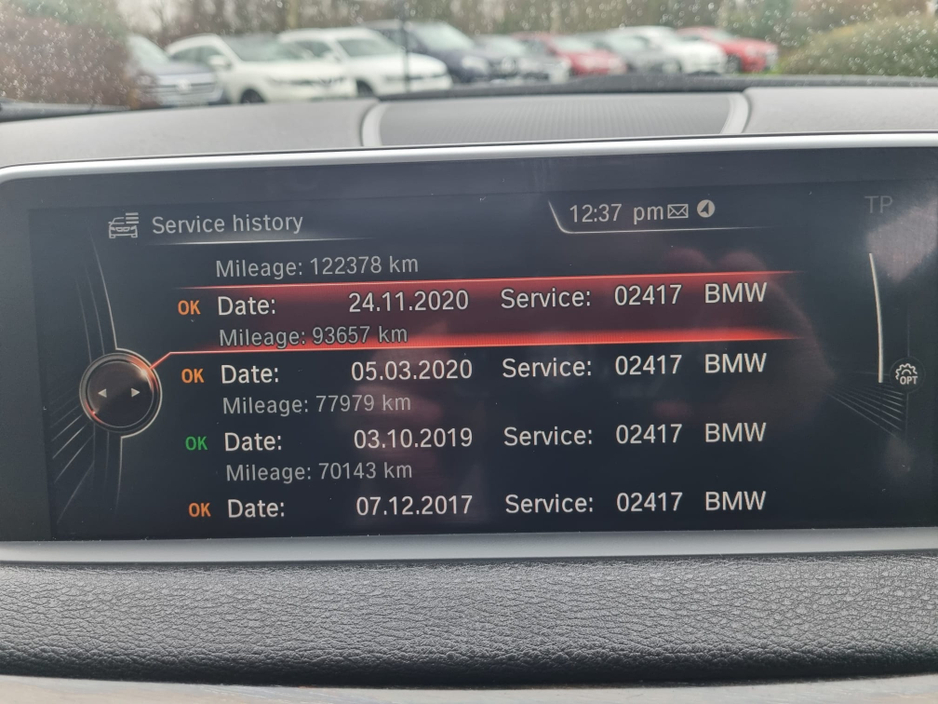 Service history
12:37 pm
TP
Mileage: 122378 km
OK Date: 24.11.2020 Service: 02417 BMW
Mileage: 93657 km
OK Date: 05.03.2020 Service: 02417 BMW
OPT
Mileage: 77979 km
OK Date: 03.10.2019 Service: 02417 BMW
Mileage: 70143 km
OK Date: 07.12.2017 Service: 02417 BMW